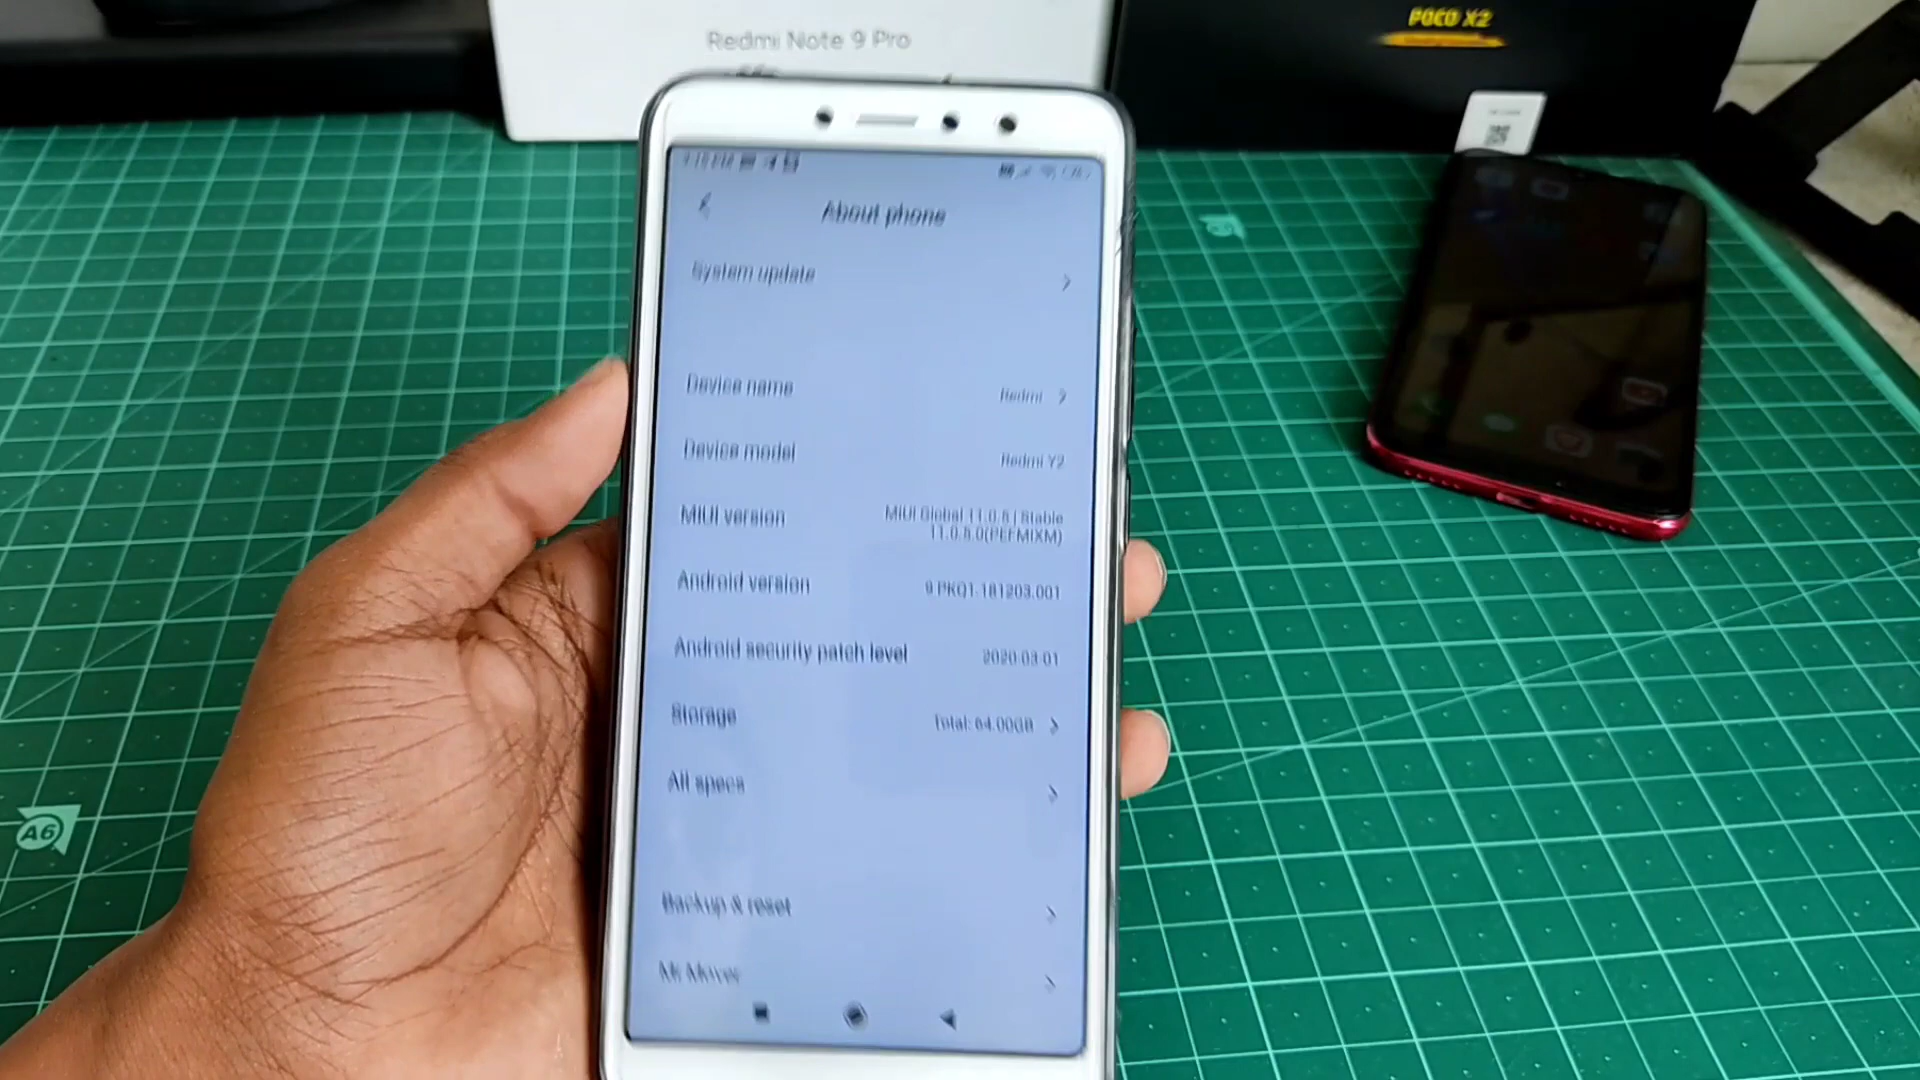 Redmi Note 9 Pro
POCO X2
About phone
System update
Device name
Redmi
Device model
Redmi Y2
MIUI version
MIUI Global 11.0.5 | Stable
11.0.5.0(PEFMIXM)
Android version
9 PKQ1.181203.001
Android security patch level
2020-03-01
Storage
Total: 64.00GB
All specs
Backup & reset
Mi Mover
A6